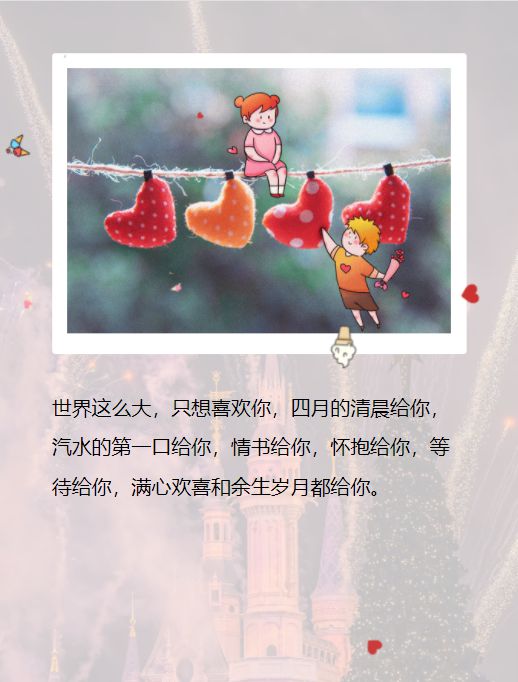 世界这么大，只想喜欢你，四月的清晨给你，
汽水的第一口给你，情书给你，怀抱给你，等
待给你，满心欢喜和余生岁月都给你。